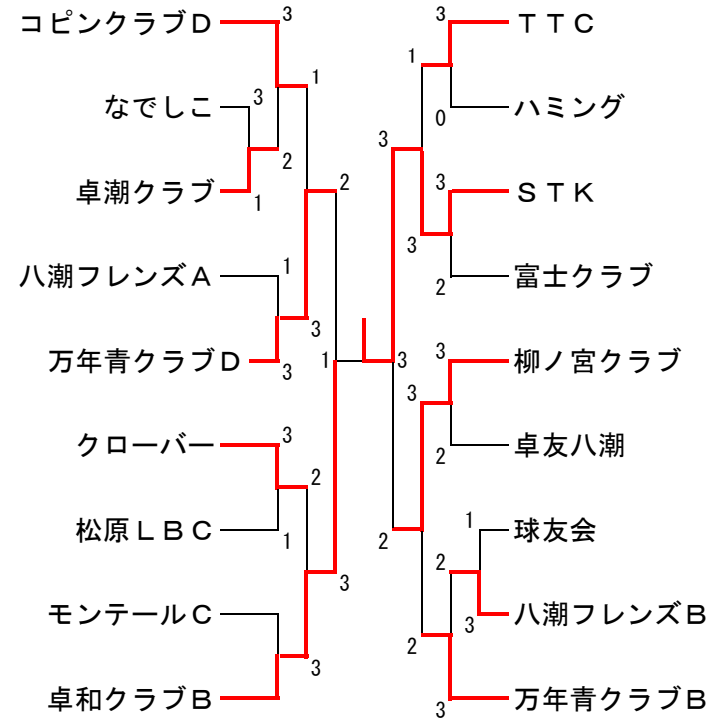 コピンクラブD
3
なでしこ
3
1
2
卓潮クラブ
1
八潮フレンズA
1
2
3
万年青クラブD
3
1
クローバー
3
2
松原LBC
1
モンテールC
3
3
卓和クラブB
3
TTC
1
0
ハミング
3
3
STK
3
2
富士クラブ
3
3
柳ノ宮クラブ
3
2
卓友八潮
1
球友会
2
2
3
八潮フレンズB
2
3
万年青クラブB